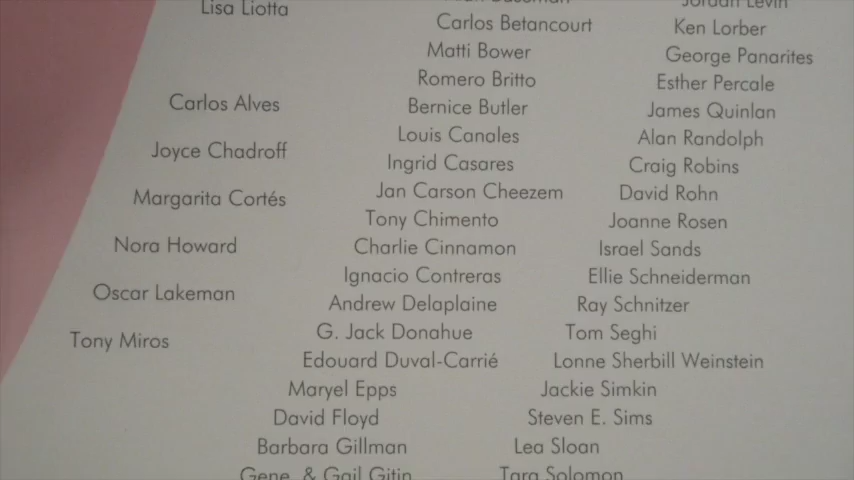 Lisa Liotta
Carlos Alves
Joyce Chadroff
Margarita Cortés
Nora Howard
Oscar Lakeman
Tony Miros
Carlos Betancourt
Matti Bower
Romero Britto
Bernice Butler
Louis Canales
Ingrid Casares
Jan Carson Cheezem
Tony Chimento
Charlie Cinnamon
Ignacio Contreras
Andrew Delaplaine
G. Jack Donahue
Edouard Duval-Carrié
Maryel Epps
David Floyd
Barbara Gillman
Gene & Gail Gitin
Jordan Levin
Ken Lorber
George Panarites
Esther Percale
James Quinlan
Alan Randolph
Craig Robins
David Rohn
Joanne Rosen
Israel Sands
Ellie Schneiderman
Ray Schnitzer
Tom Seghi
Lonne Sherbill Weinstein
Jackie Simkin
Steven E. Sims
Lea Sloan
Tara Solomon